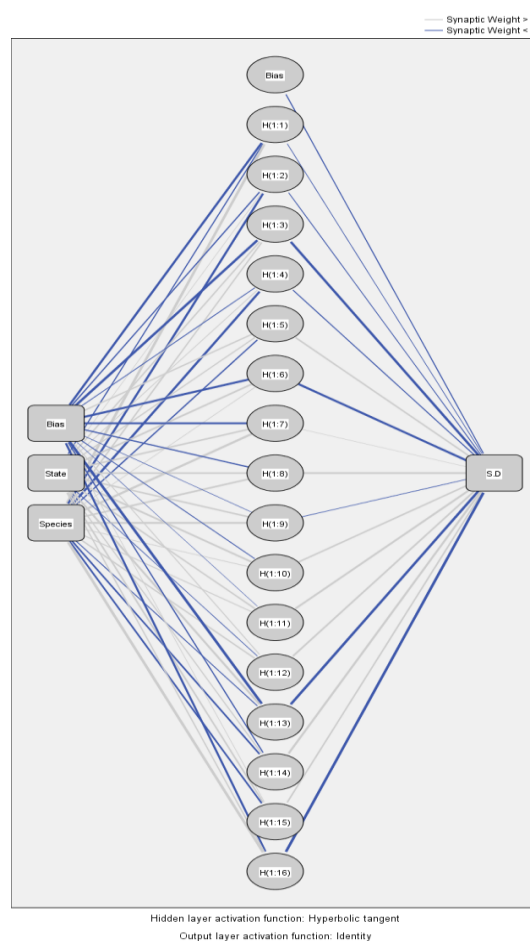 Synaptic Weight >
Synaptic Weight <
Bias
H(1:1)
H(1:2)
H(1:3)
H(1:4)
H(1:5)
H(1:6)
H(1:7)
H(1:8)
H(1:9)
H(1:10)
H(1:11)
H(1:12)
H(1:13)
H(1:14)
H(1:15)
H(1:16)
Bias
State
Species
S.D
Hidden layer activation function: Hyperbolic tangent
Output layer activation function: Identity